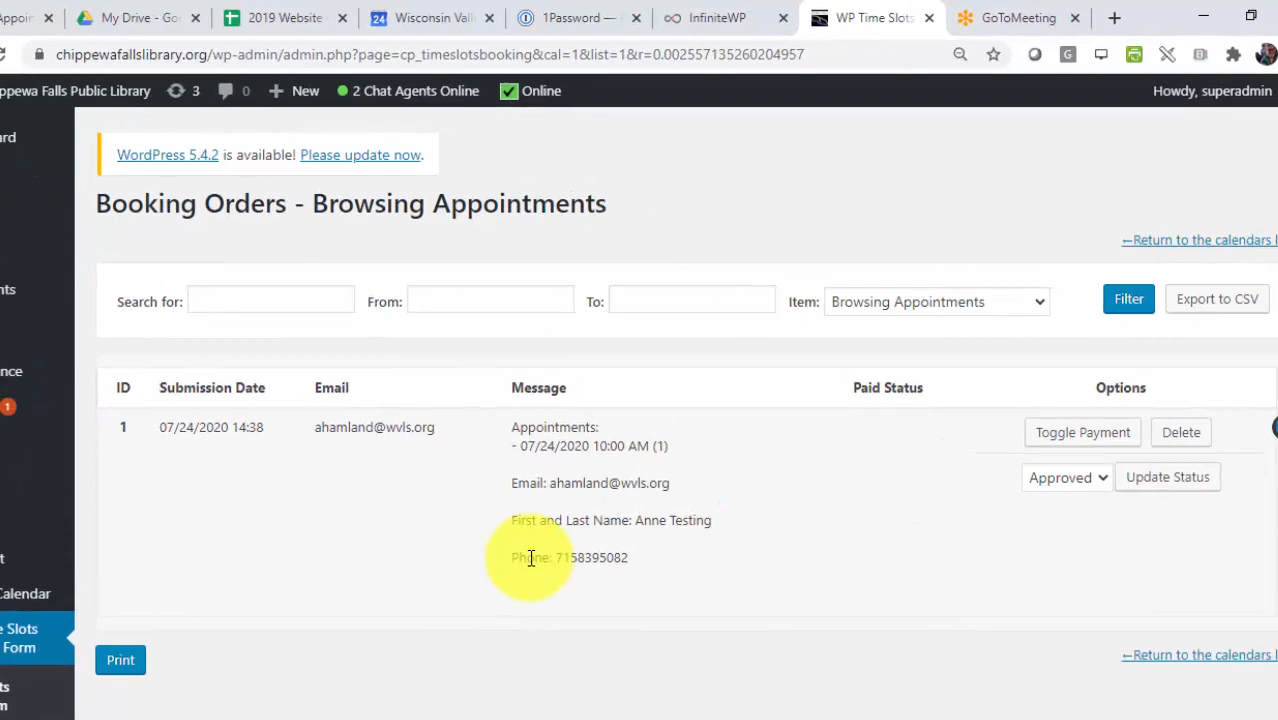 Appoin
My Drive - Go
2019 Website
24
Wisconsin Vall
1Password —
InfiniteWP
WP Time Slots
GoToMeeting
chippewafallslibrary.org/wp-admin/admin.php?page=cp_timeslotsbooking&cal=1&list=1&r=0.002557135260204957
G
ppewa Falls Public Library 3 0 New 2 Chat Agents Online Online Howdy, superadmin
ard
nts
nce
1
t
Calendar
e Slots
Form
ts
m
WordPress 5.4.2 is available! Please update now.
Booking Orders - Browsing Appointments
←Return to the calendars l
Search for: From: To: Item: Browsing Appointments Filter Export to CSV
ID Submission Date Email Message Paid Status Options
1 07/24/2020 14:38 ahamland@wvls.org Appointments:
- 07/24/2020 10:00 AM (1)
Email: ahamland@wvls.org
First and Last Name: Anne Testing
Phone: 7158395082
Toggle Payment Delete
Approved Update Status
Print
←Return to the calendars l